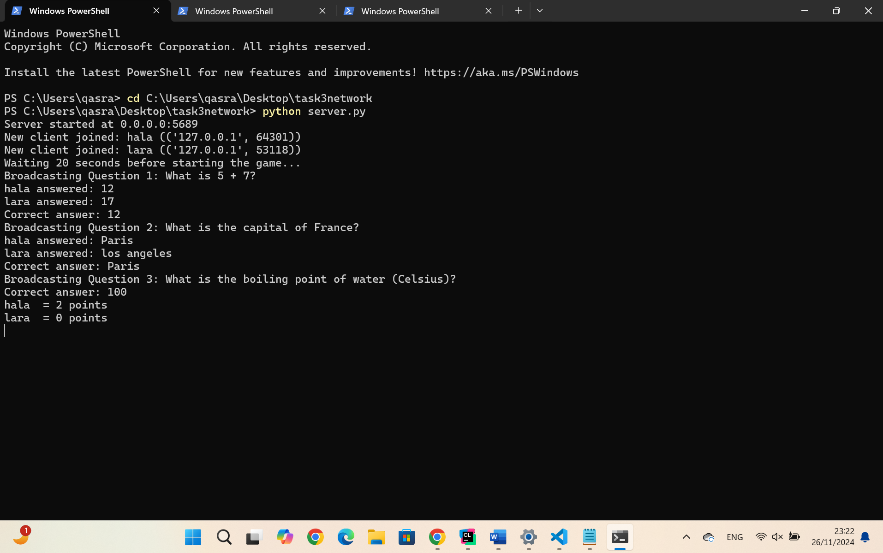 Windows PowerShell
Windows PowerShell
Windows PowerShell
Windows PowerShell
Copyright (C) Microsoft Corporation. All rights reserved.
Install the latest PowerShell for new features and improvements! https://aka.ms/PSWindows
PS C:\Users\qasra> cd C:\Users\qasra\Desktop\task3network
PS C:\Users\qasra\Desktop\task3network> python server.py
Server started at 0.0.0.0:5689
New client joined: hala (('127.0.0.1', 64301))
New client joined: lara (('127.0.0.1', 53118))
Waiting 20 seconds before starting the game...
Broadcasting Question 1: What is 5 + 7?
hala answered: 12
lara answered: 17
Correct answer: 12
Broadcasting Question 2: What is the capital of France?
hala answered: Paris
lara answered: los angeles
Correct answer: Paris
Broadcasting Question 3: What is the boiling point of water (Celsius)?
Correct answer: 100
hala  = 2 points
lara  = 0 points
1
CL
W
ENG
23:22
26/11/2024